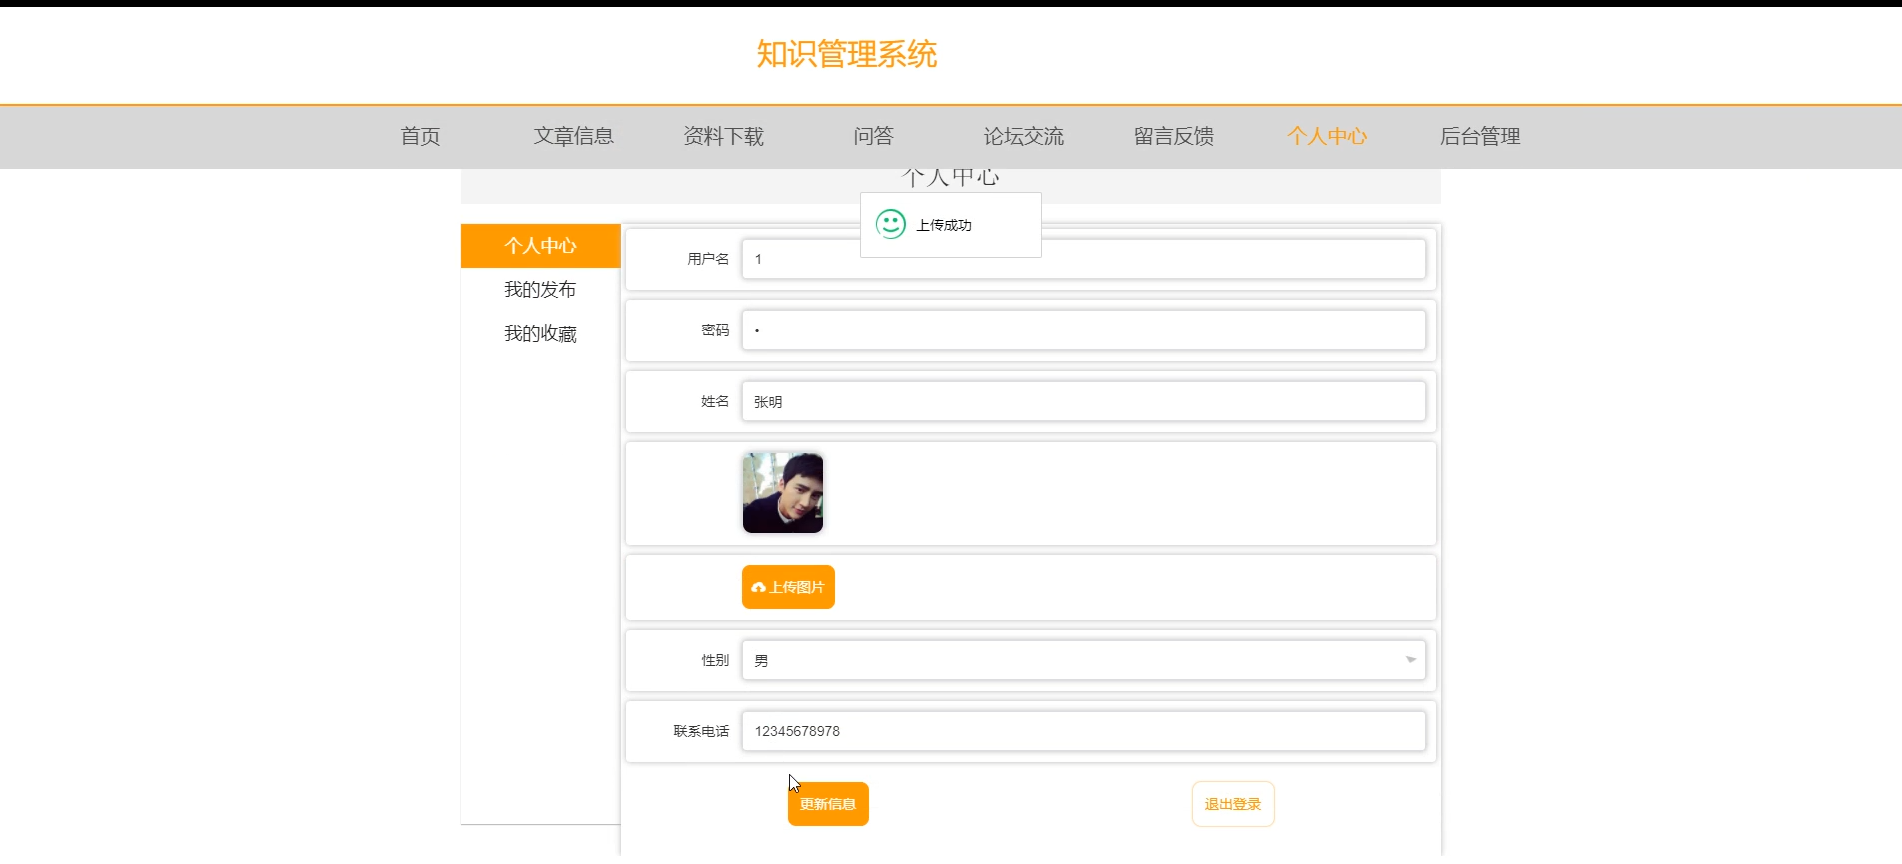 知识管理系统
首页 文章信息 资料下载 问答 论坛交流 留言反馈 个人中心 后台管理
个人中心
上传成功
个人中心
我的发布
我的收藏
用户名 1
密码 •
姓名 张明
上传图片
性别 男
联系电话 12345678978
更新信息 退出登录